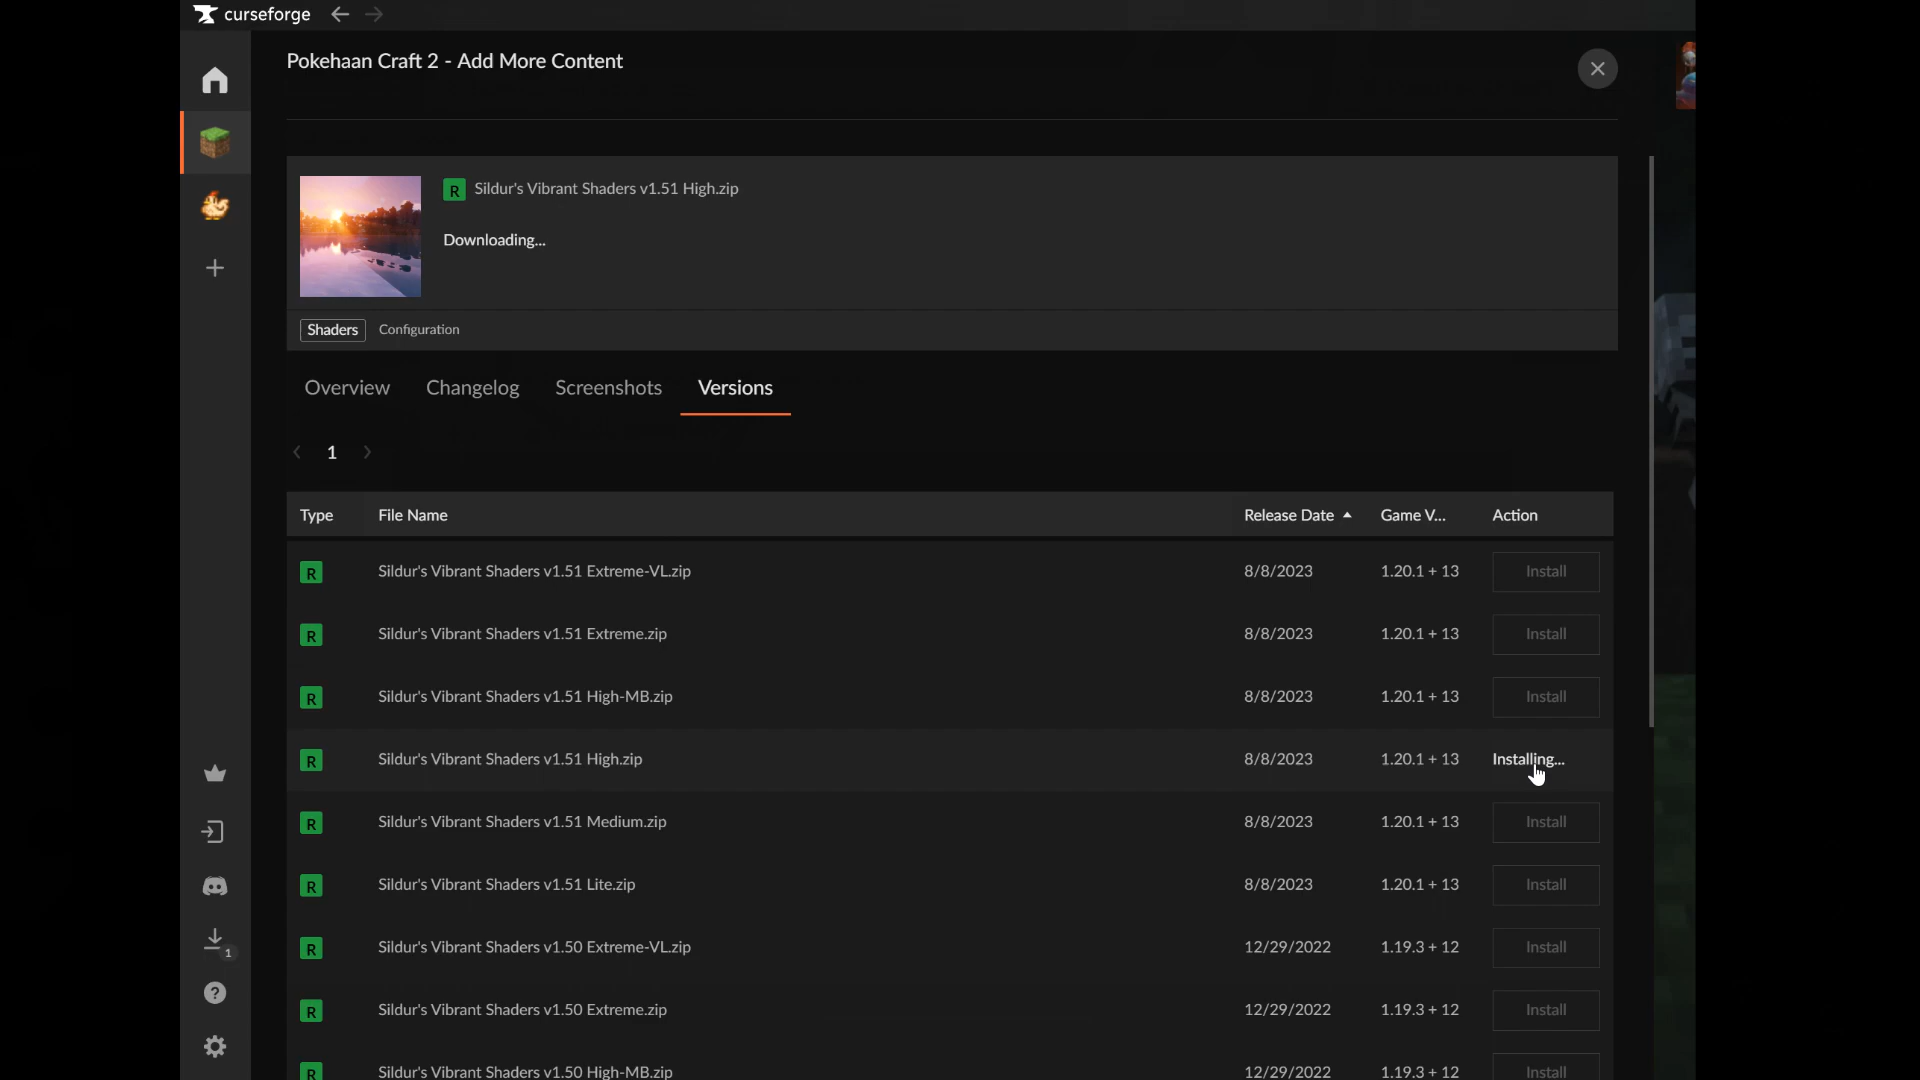 curseforge
Pokehaan Craft 2 - Add More Content
R Sildur's Vibrant Shaders v1.51 High.zip
Downloading...
Shaders Configuration
Overview Changelog Screenshots Versions
1
Type File Name Release Date Game V... Action
R Sildur's Vibrant Shaders v1.51 Extreme-VL.zip 8/8/2023 1.20.1 + 13 Install
R Sildur's Vibrant Shaders v1.51 Extreme.zip 8/8/2023 1.20.1 + 13 Install
R Sildur's Vibrant Shaders v1.51 High-MB.zip 8/8/2023 1.20.1 + 13 Install
R Sildur's Vibrant Shaders v1.51 High.zip 8/8/2023 1.20.1 + 13 Installing...
R Sildur's Vibrant Shaders v1.51 Medium.zip 8/8/2023 1.20.1 + 13 Install
R Sildur's Vibrant Shaders v1.51 Lite.zip 8/8/2023 1.20.1 + 13 Install
R Sildur's Vibrant Shaders v1.50 Extreme-VL.zip 12/29/2022 1.19.3 + 12 Install
1
R Sildur's Vibrant Shaders v1.50 Extreme.zip 12/29/2022 1.19.3 + 12 Install
R Sildur's Vibrant Shaders v1.50 High-MB.zip 12/29/2022 1.19.3 + 12 Install